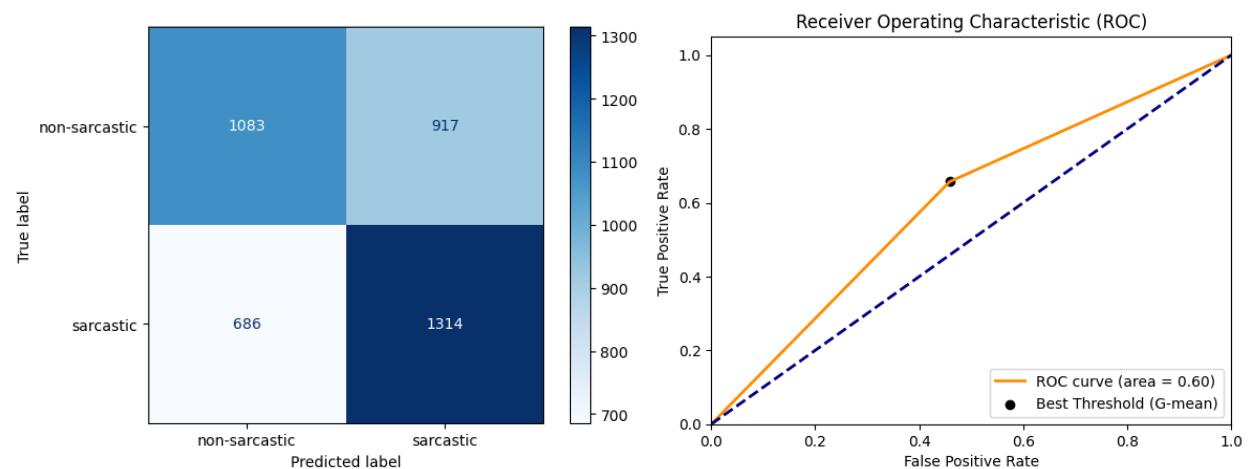 True label
non-sarcastic
sarcastic
1083
917
686
1314
non-sarcastic
sarcastic
Predicted label
1300
1200
1100
1000
900
800
700
Receiver Operating Characteristic (ROC)
True Positive Rate
1.0
0.8
0.6
0.4
0.2
0.0
0.0
0.2
0.4
0.6
0.8
1.0
False Positive Rate
ROC curve (area = 0.60)
Best Threshold (G-mean)